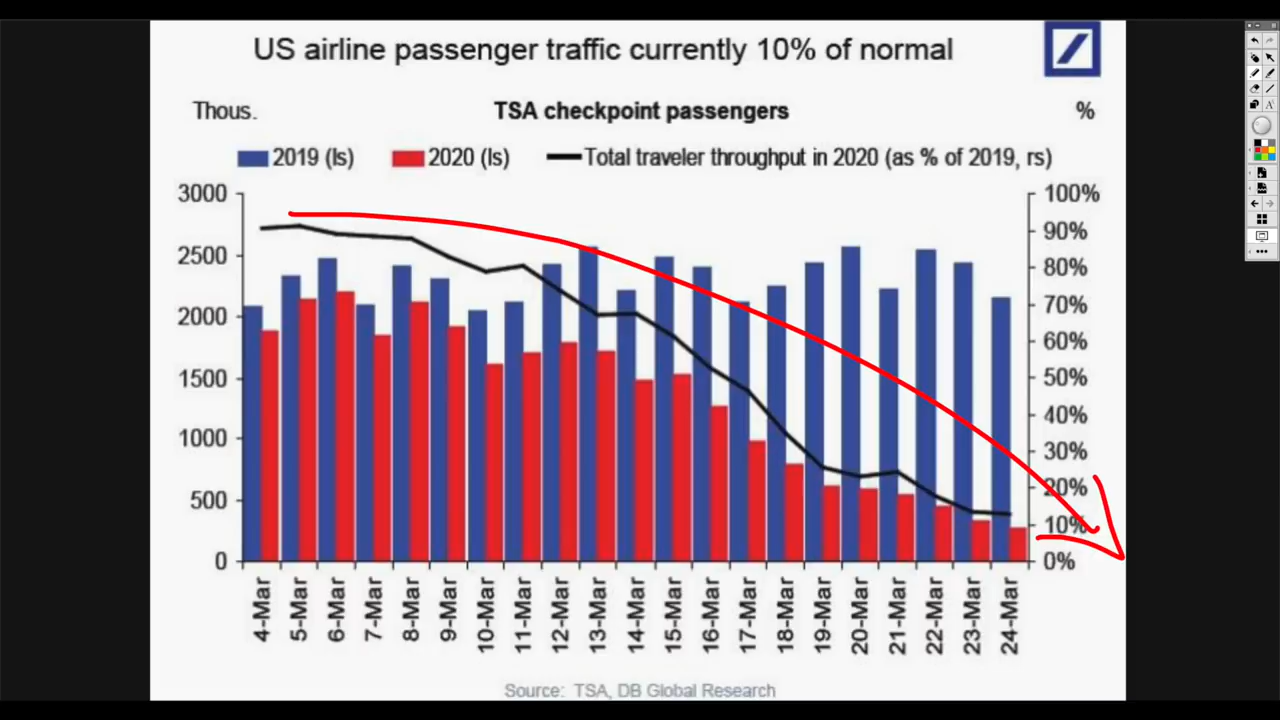 US airline passenger traffic currently 10% of normal
Thous.
TSA checkpoint passengers
%
2019 (ls)
2020 (ls)
Total traveler throughput in 2020 (as % of 2019, rs)
3000
2500
2000
1500
1000
500
0
100%
90%
80%
70%
60%
50%
40%
30%
20%
10%
0%
4-Mar
5-Mar
6-Mar
7-Mar
8-Mar
9-Mar
10-Mar
11-Mar
12-Mar
13-Mar
14-Mar
15-Mar
16-Mar
17-Mar
18-Mar
19-Mar
20-Mar
21-Mar
22-Mar
23-Mar
24-Mar
Source: TSA, DB Global Research
A